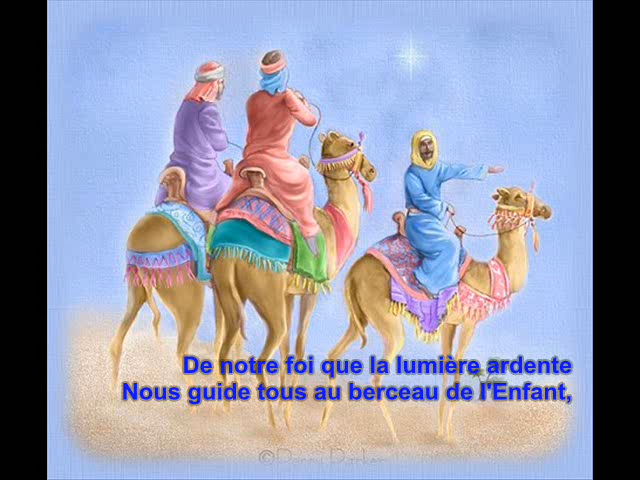 De notre foi que la lumière ardente
Nous guide tous au berceau de l'Enfant,